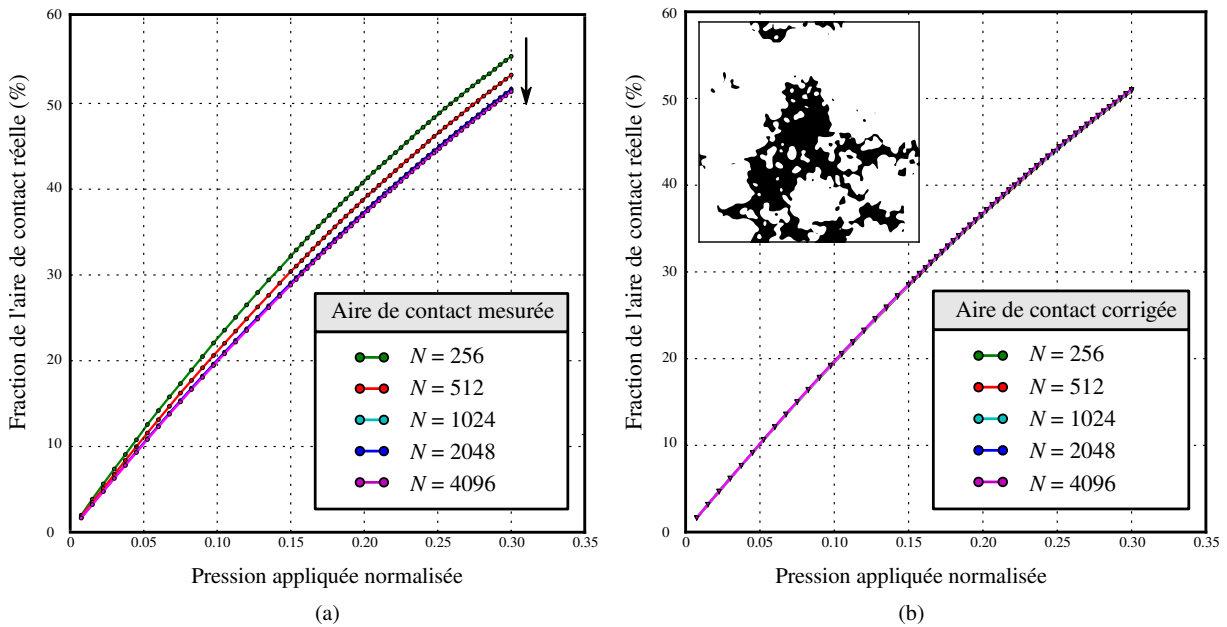 60
50
40
30
20
10
0
Fraction de l'aire de contact réelle (%)
0
0.05
0.10
0.15
0.20
0.25
0.30
0.35
Pression appliquée normalisée
Aire de contact mesurée
N = 256
N = 512
N = 1024
N = 2048
N = 4096
(a)
60
50
40
30
20
10
0
Fraction de l'aire de contact réelle (%)
0
0.05
0.10
0.15
0.20
0.25
0.30
0.35
Pression appliquée normalisée
Aire de contact corrigée
N = 256
N = 512
N = 1024
N = 2048
N = 4096
(b)